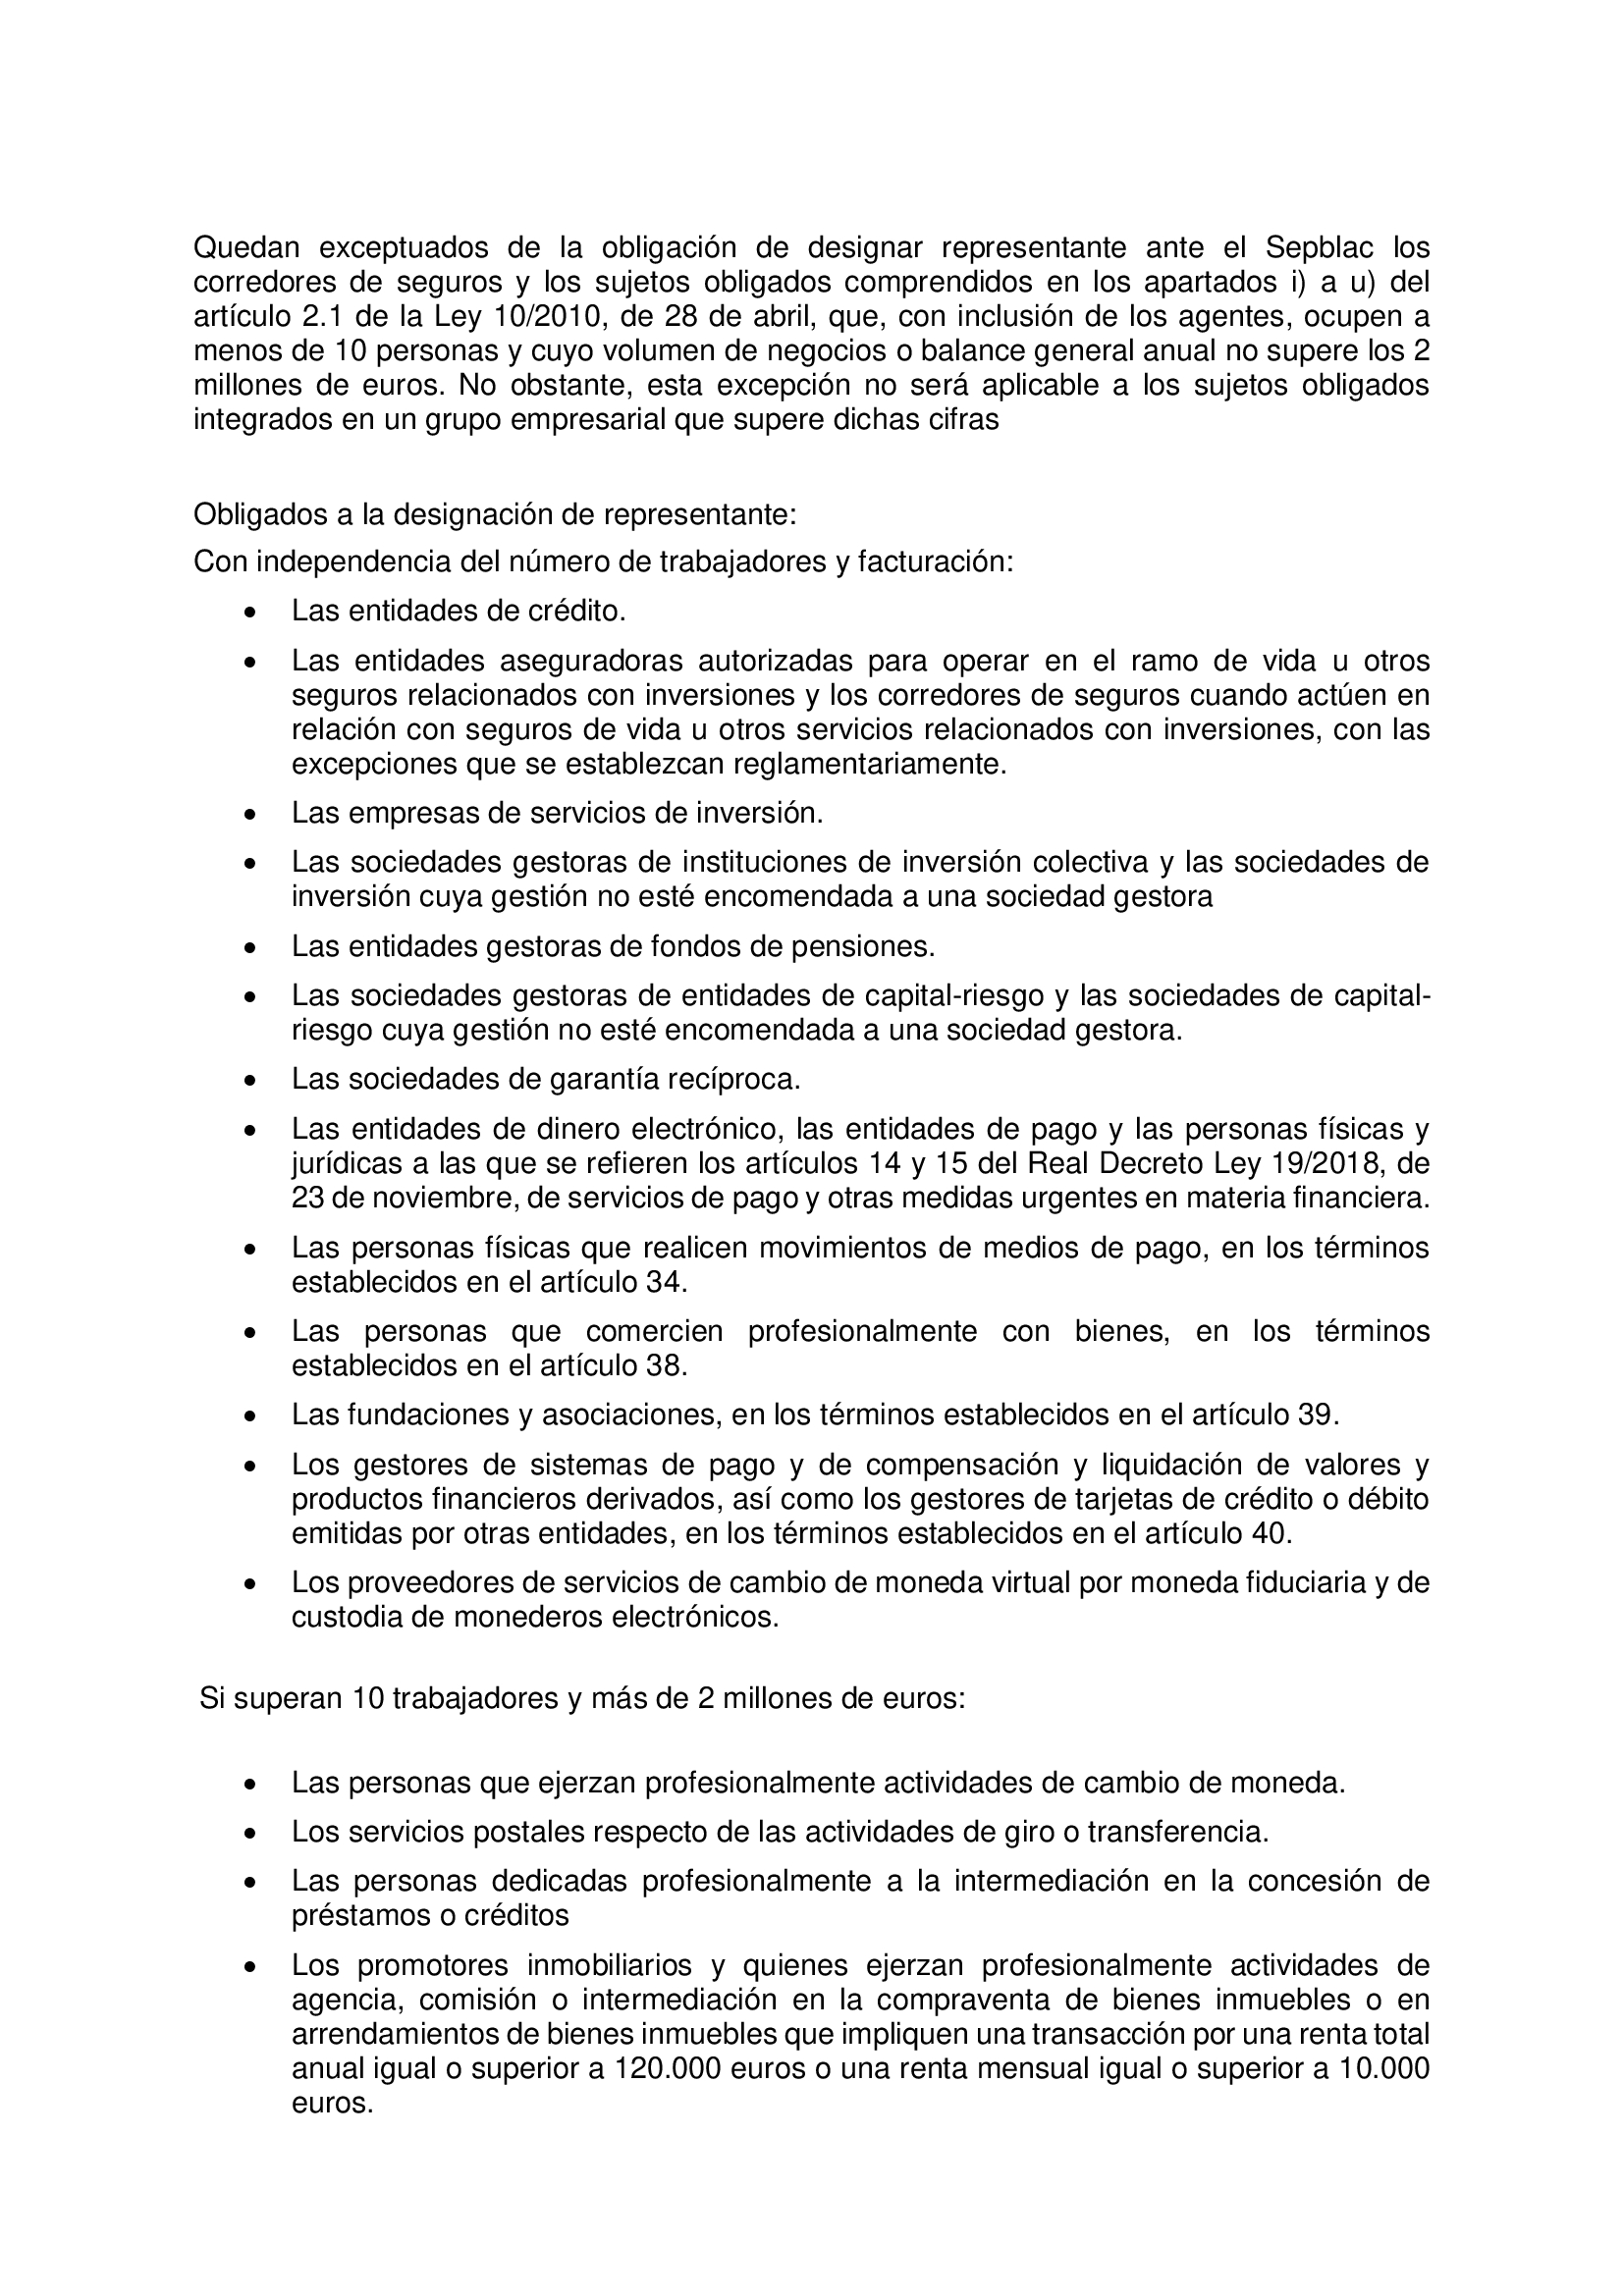 Quedan exceptuados de la obligación de designar representante ante el Sepblac los
corredores de seguros y los sujetos obligados comprendidos en los apartados i) a u) del
artículo 2.1 de la Ley 10/2010, de 28 de abril, que, con inclusión de los agentes, ocupen a
menos de 10 personas y cuyo volumen de negocios o balance general anual no supere los 2
millones de euros. No obstante, esta excepción no será aplicable a los sujetos obligados
integrados en un grupo empresarial que supere dichas cifras
Obligados a la designación de representante:
Con independencia del número de trabajadores y facturación:
• Las entidades de crédito.
• Las entidades aseguradoras autorizadas para operar en el ramo de vida u otros
seguros relacionados con inversiones y los corredores de seguros cuando actúen en
relación con seguros de vida u otros servicios relacionados con inversiones, con las
excepciones que se establezcan reglamentariamente.
• Las empresas de servicios de inversión.
• Las sociedades gestoras de instituciones de inversión colectiva y las sociedades de
inversión cuya gestión no esté encomendada a una sociedad gestora
• Las entidades gestoras de fondos de pensiones.
• Las sociedades gestoras de entidades de capital-riesgo y las sociedades de capital-
riesgo cuya gestión no esté encomendada a una sociedad gestora.
• Las sociedades de garantía recíproca.
• Las entidades de dinero electrónico, las entidades de pago y las personas físicas y
jurídicas a las que se refieren los artículos 14 y 15 del Real Decreto Ley 19/2018, de
23 de noviembre, de servicios de pago y otras medidas urgentes en materia financiera.
• Las personas físicas que realicen movimientos de medios de pago, en los términos
establecidos en el artículo 34.
• Las personas que comercien profesionalmente con bienes, en los términos
establecidos en el artículo 38.
• Las fundaciones y asociaciones, en los términos establecidos en el artículo 39.
• Los gestores de sistemas de pago y de compensación y liquidación de valores y
productos financieros derivados, así como los gestores de tarjetas de crédito o débito
emitidas por otras entidades, en los términos establecidos en el artículo 40.
• Los proveedores de servicios de cambio de moneda virtual por moneda fiduciaria y de
custodia de monederos electrónicos.
Si superan 10 trabajadores y más de 2 millones de euros:
• Las personas que ejerzan profesionalmente actividades de cambio de moneda.
• Los servicios postales respecto de las actividades de giro o transferencia.
• Las personas dedicadas profesionalmente a la intermediación en la concesión de
préstamos o créditos
• Los promotores inmobiliarios y quienes ejerzan profesionalmente actividades de
agencia, comisión o intermediación en la compraventa de bienes inmuebles o en
arrendamientos de bienes inmuebles que impliquen una transacción por una renta total
anual igual o superior a 120.000 euros o una renta mensual igual o superior a 10.000
euros.